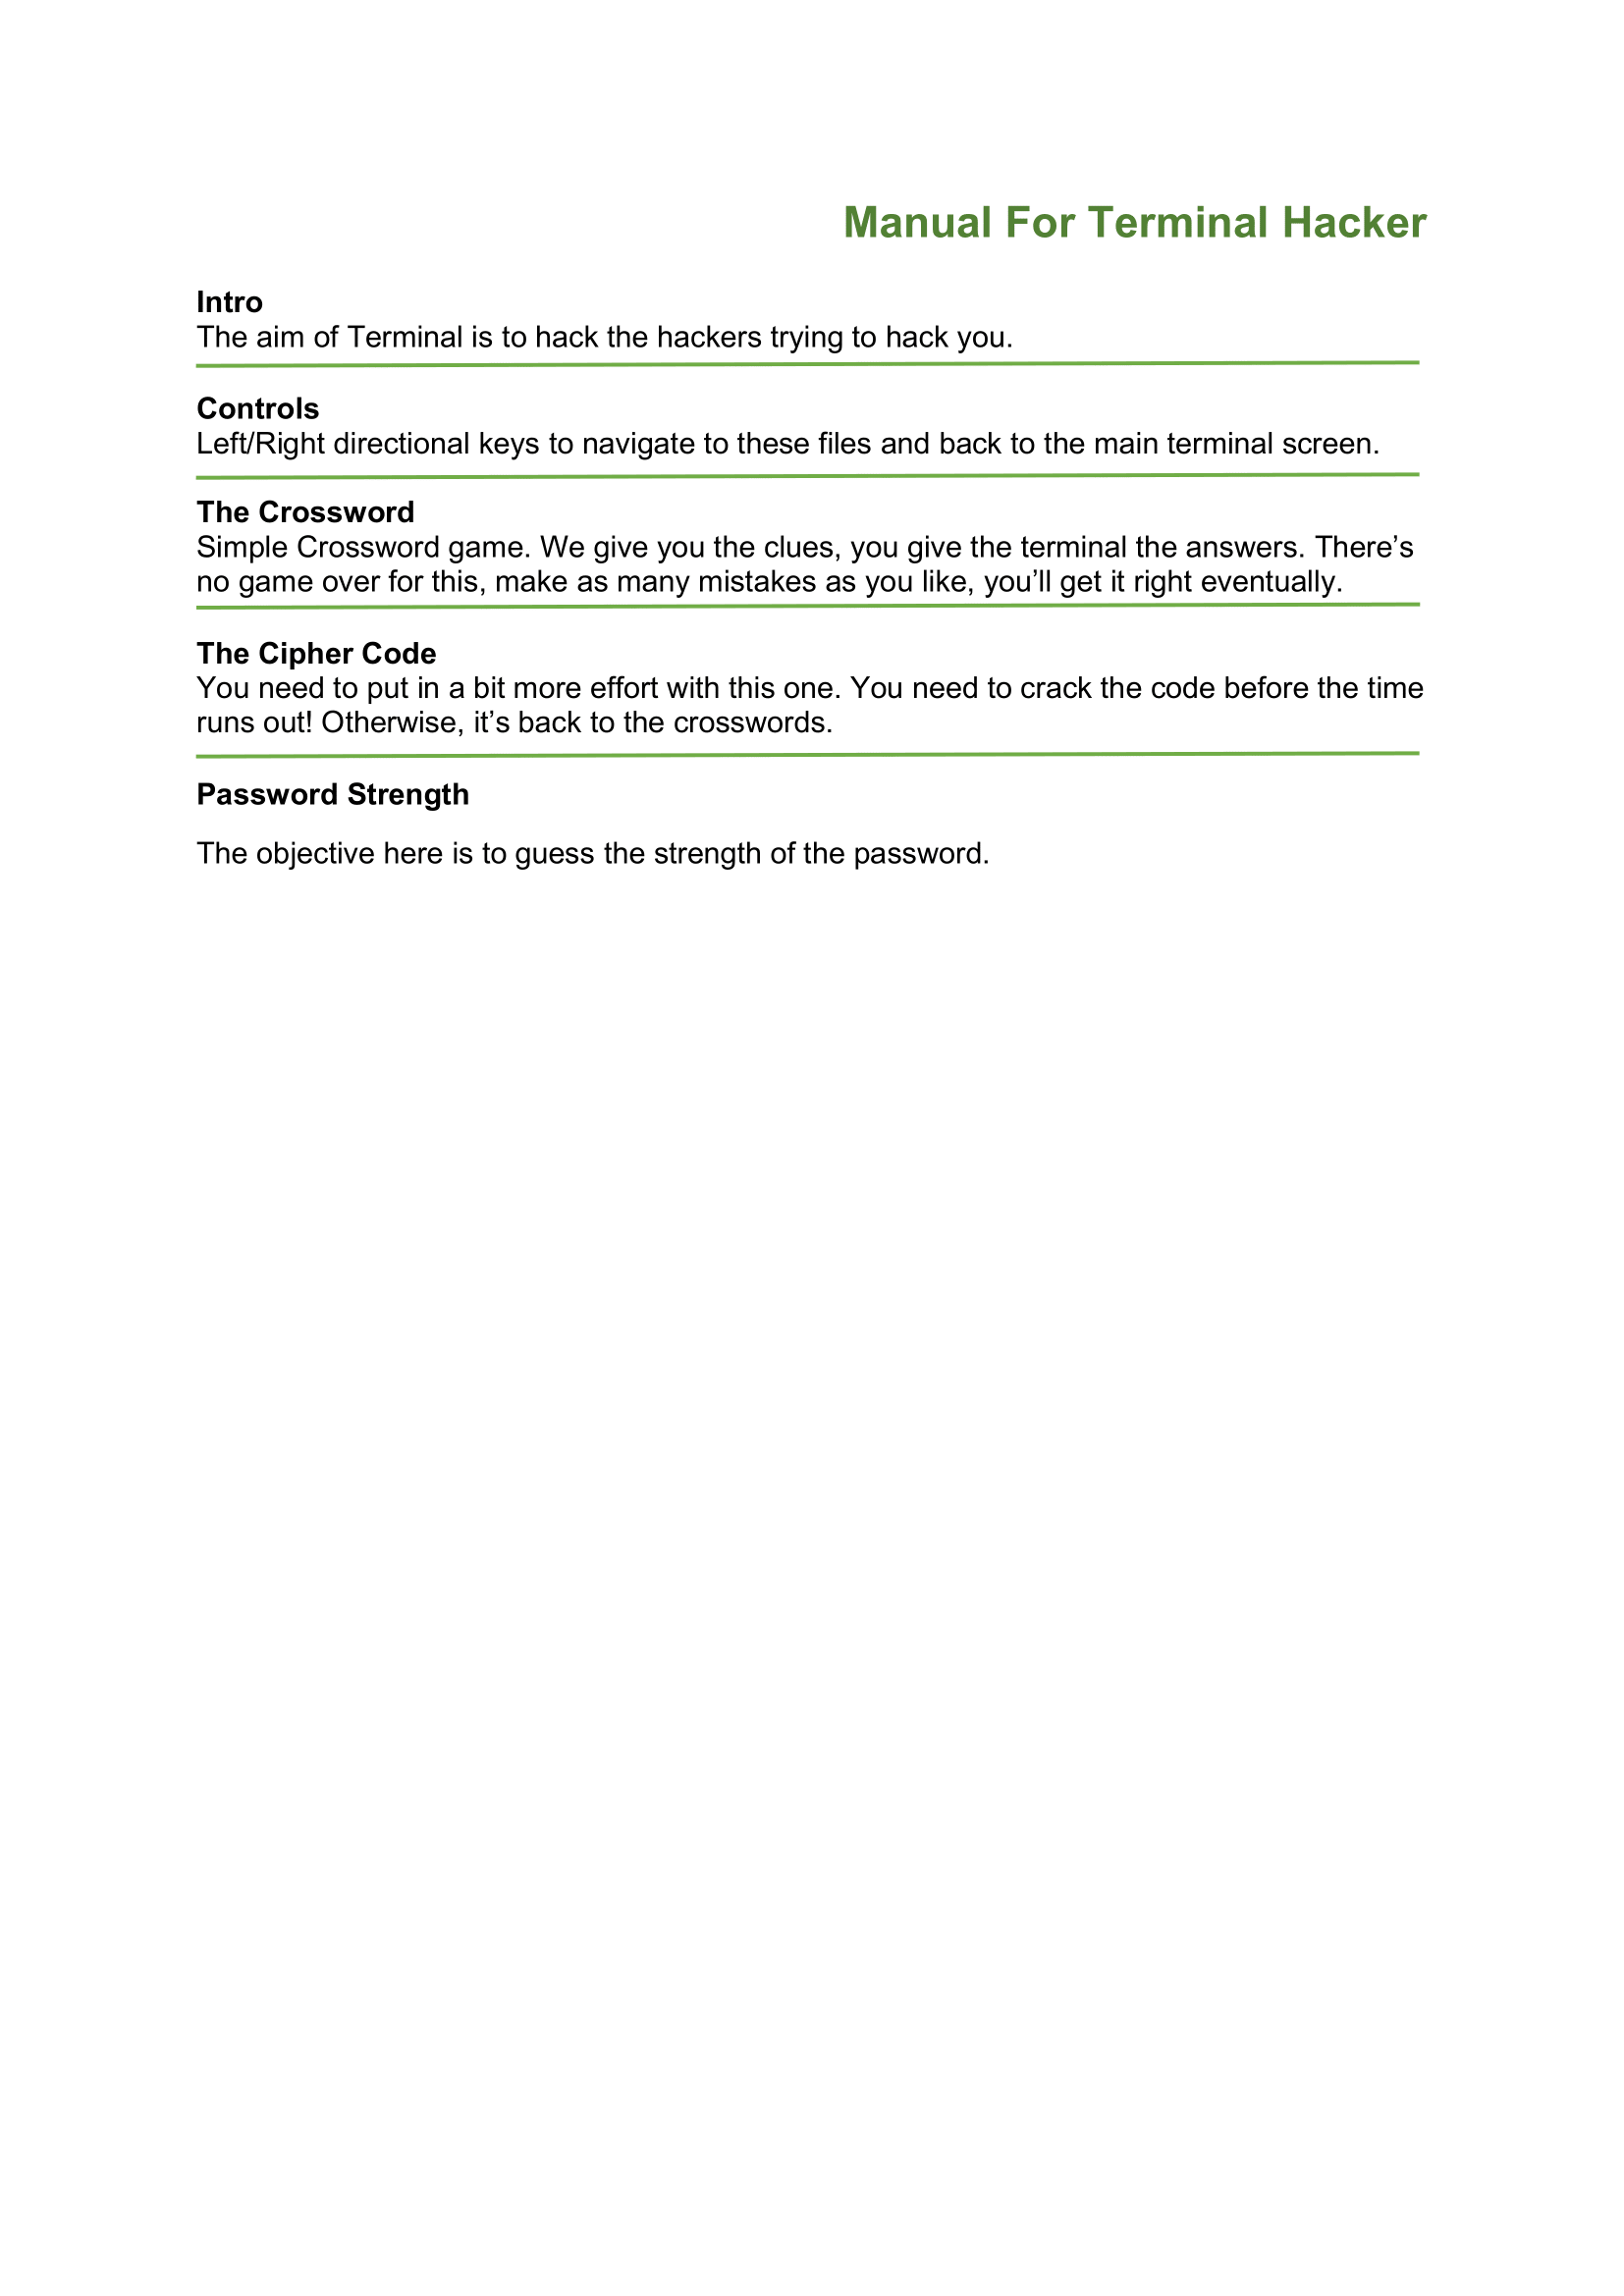 Manual For Terminal Hacker
Intro
The aim of Terminal is to hack the hackers trying to hack you.
Controls
Left/Right directional keys to navigate to these files and back to the main terminal screen.
The Crossword
Simple Crossword game. We give you the clues, you give the terminal the answers. There’s
no game over for this, make as many mistakes as you like, you’ll get it right eventually.
The Cipher Code
You need to put in a bit more effort with this one. You need to crack the code before the time
runs out! Otherwise, it’s back to the crosswords.
Password Strength
The objective here is to guess the strength of the password.